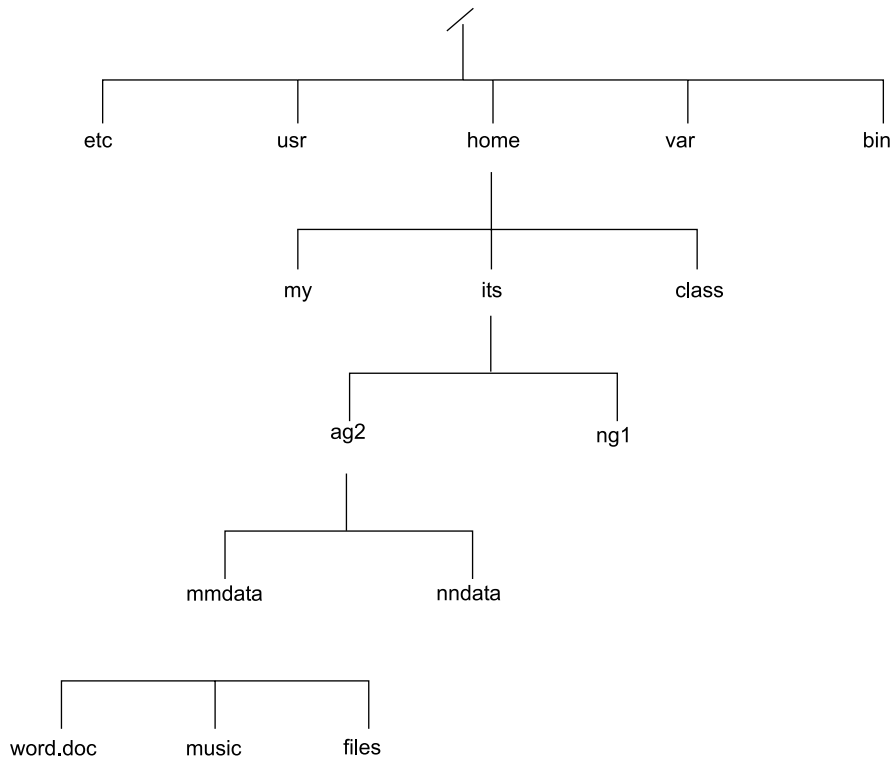 /
etc usr home var bin
my its class
ag2 ng1
mmdata nndata
word.doc music files